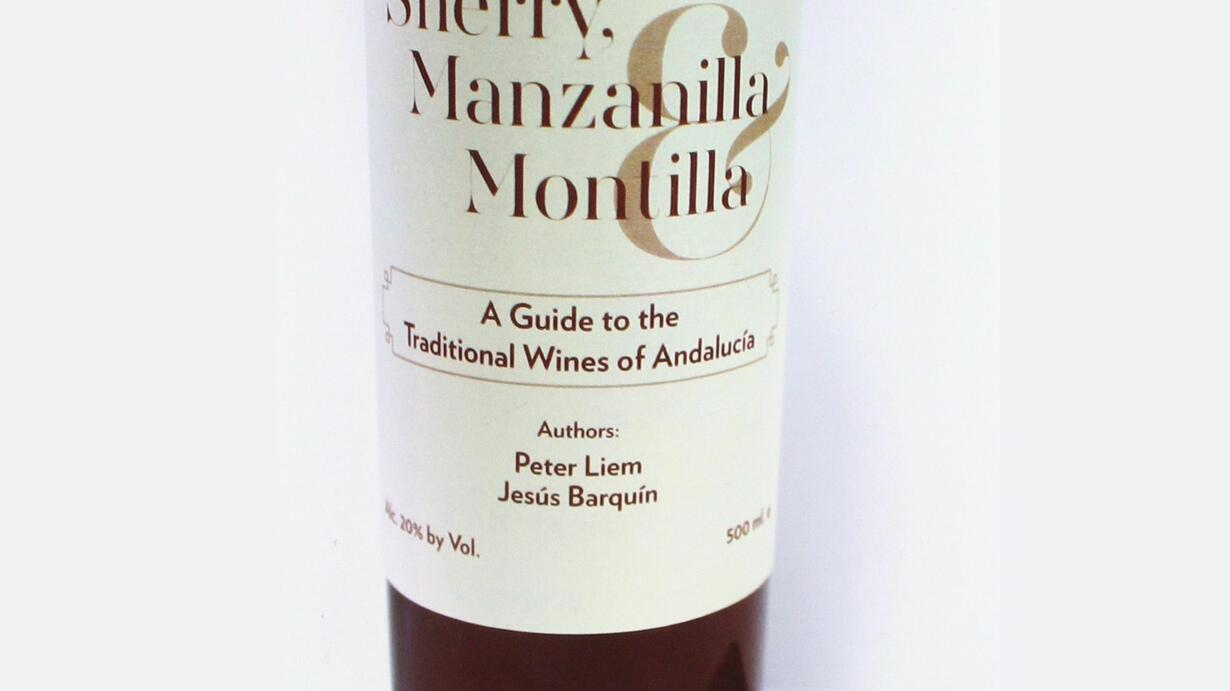 Sherry,
Manzanilla
&
Montilla
A Guide to the
Traditional Wines of Andalucía
Authors:
Peter Liem
Jesús Barquín
Alc. 20% by Vol.
500 ml. e